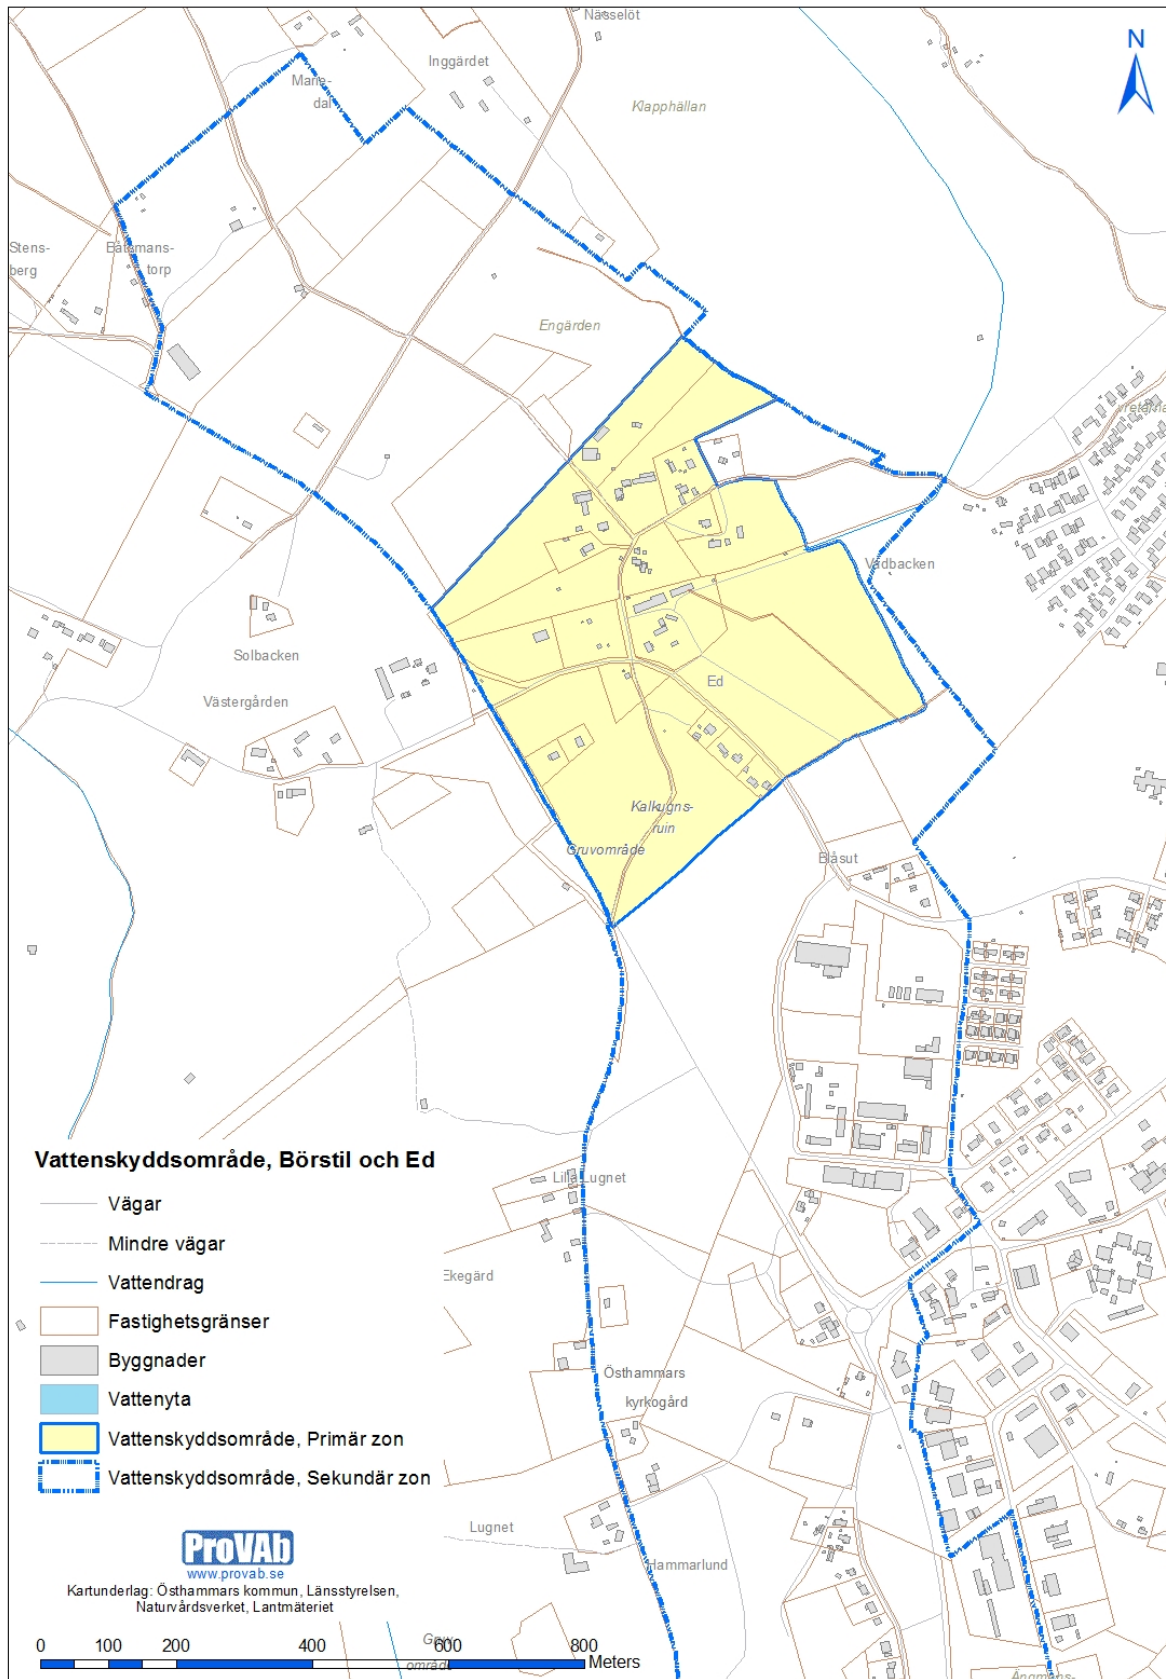 Nässelöt
N
Inggärdet
Marie-
dal
Klapphällan
Stens-
berg
Båtsmans-
torp
Engärden
Vadbacken
Solbacken
Västergården
Ed
Kalkugns-
ruin
Gruvområde
Blåsut
Vattenskyddsområde, Börstil och Ed
Vägar
Mindre vägar
Vattendrag
Fastighetsgränser
Byggnader
Vattenyta
Vattenskyddsområde, Primär zon
Vattenskyddsområde, Sekundär zon
Lilla Lugnet
Ekegärd
Östhammars
kyrkogård
Lugnet
Hammarlund
ProVAb
www.provab.se
Kartunderlag: Östhammars kommun, Länsstyrelsen,
Naturvårdsverket, Lantmäteriet
område
0 100 200 400 600 800
Meters